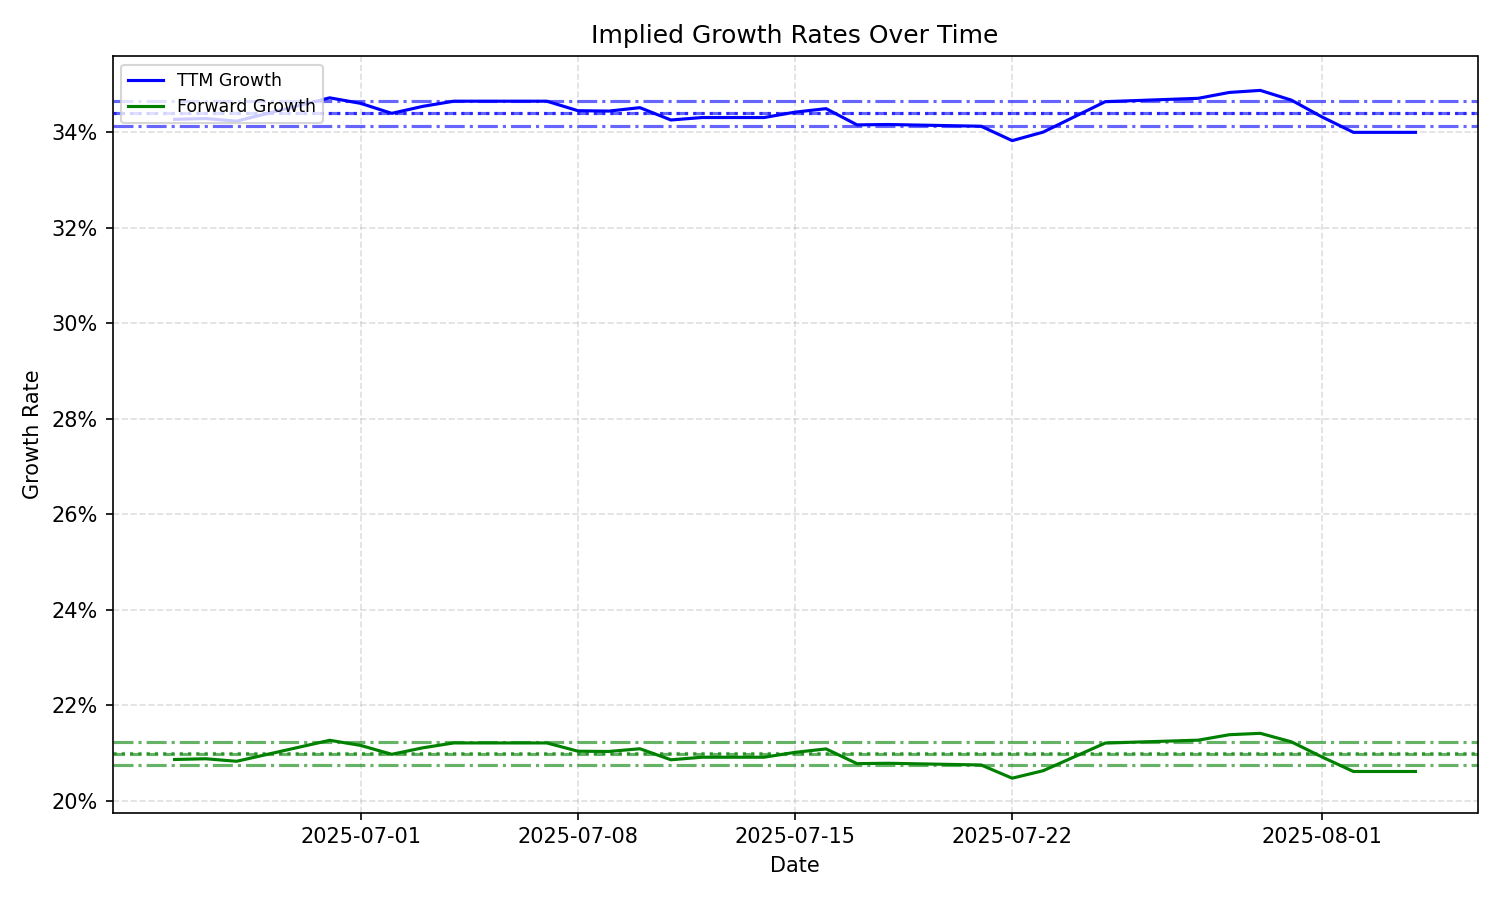 Implied Growth Rates Over Time
TTM Growth
Forward Growth
34%
32%
30%
28%
26%
24%
22%
20%
Growth Rate
2025-07-01
2025-07-08
2025-07-15
2025-07-22
2025-08-01
Date